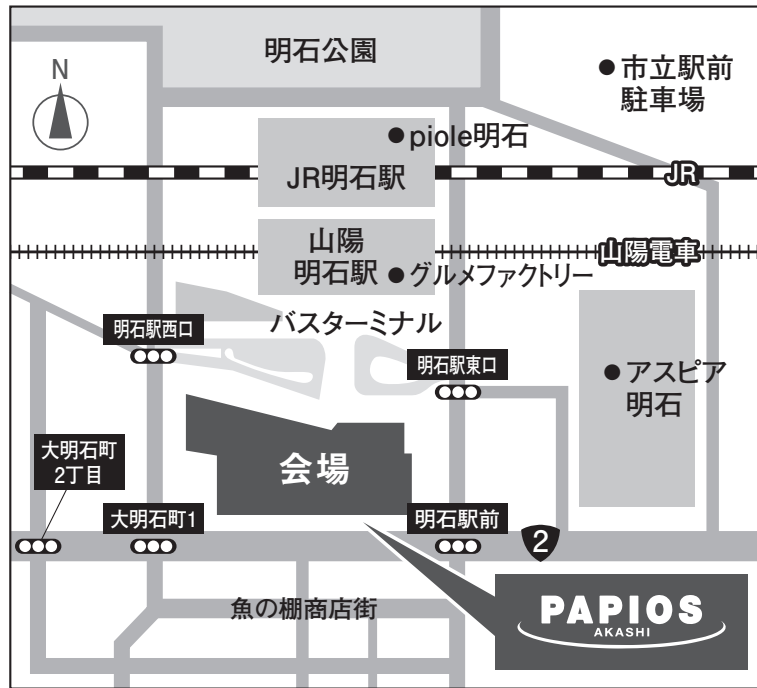 明石公園
N
市立駅前
駐車場
piole明石
JR明石駅
JR
山陽
明石駅
山陽電車
グルメファクトリー
バスターミナル
明石駅西口
明石駅東口
アスピア
明石
会場
大明石町
2丁目
大明石町1
明石駅前
2
魚の棚商店街
PAPIOS
AKASHI